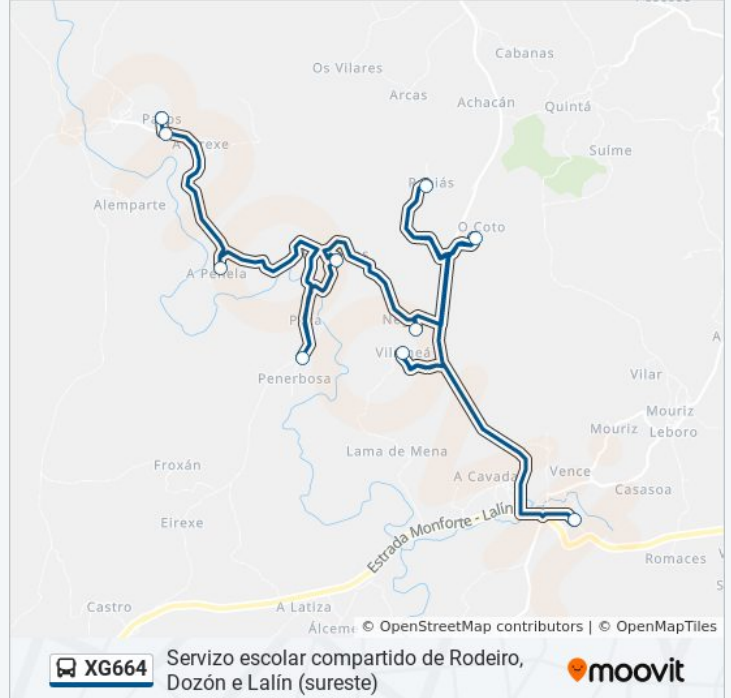 Os Vilares
Cabanas
Arcas
Achacán
Quintá
Suíme
Alemparte
O Coto
A Penela
Penerbosa
Vilar
Mouriz
Mouriz
Leboro
Lama de Mena
Froxán
A Cavada
Vence
Casasoa
Eirexe
Estrada Monforte - Lalín
Romaces
Castro
A Latiza
© OpenStreetMap contributors | © OpenMapTiles
XG664
Servizo escolar compartido de Rodeiro,
Dozón e Lalín (sureste)
moovit